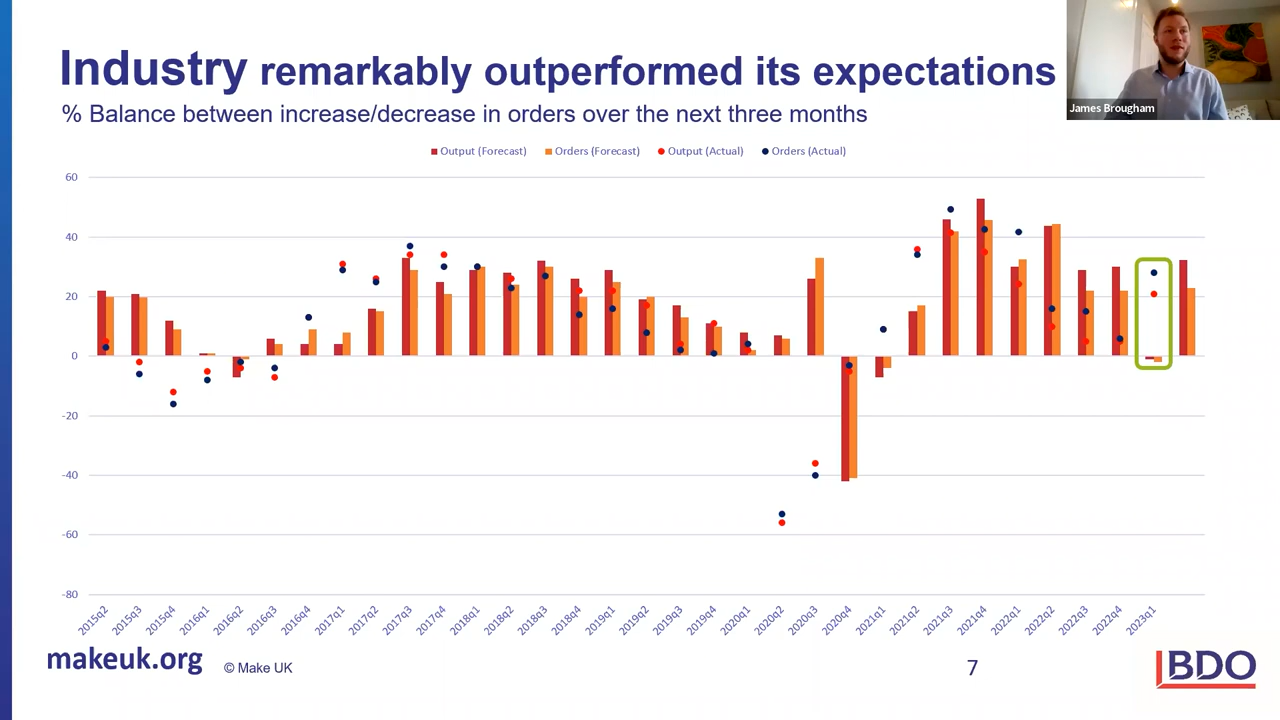 Industry remarkably outperformed its expectations
% Balance between increase/decrease in orders over the next three months
James Brougham
Output (Forecast) Orders (Forecast) Output (Actual) Orders (Actual)
60
40
20
0
-20
-40
-60
-80
2015q2 2015q3 2015q4 2016q1 2016q2 2016q3 2016q4 2017q1 2017q2 2017q3 2017q4 2018q1 2018q2 2018q3 2018q4 2019q1 2019q2 2019q3 2019q4 2020q1 2020q2 2020q3 2020q4 2021q1 2021q2 2021q3 2021q4 2022q1 2022q2 2022q3 2022q4 2023q1
makeuk.org © Make UK 7 BDO